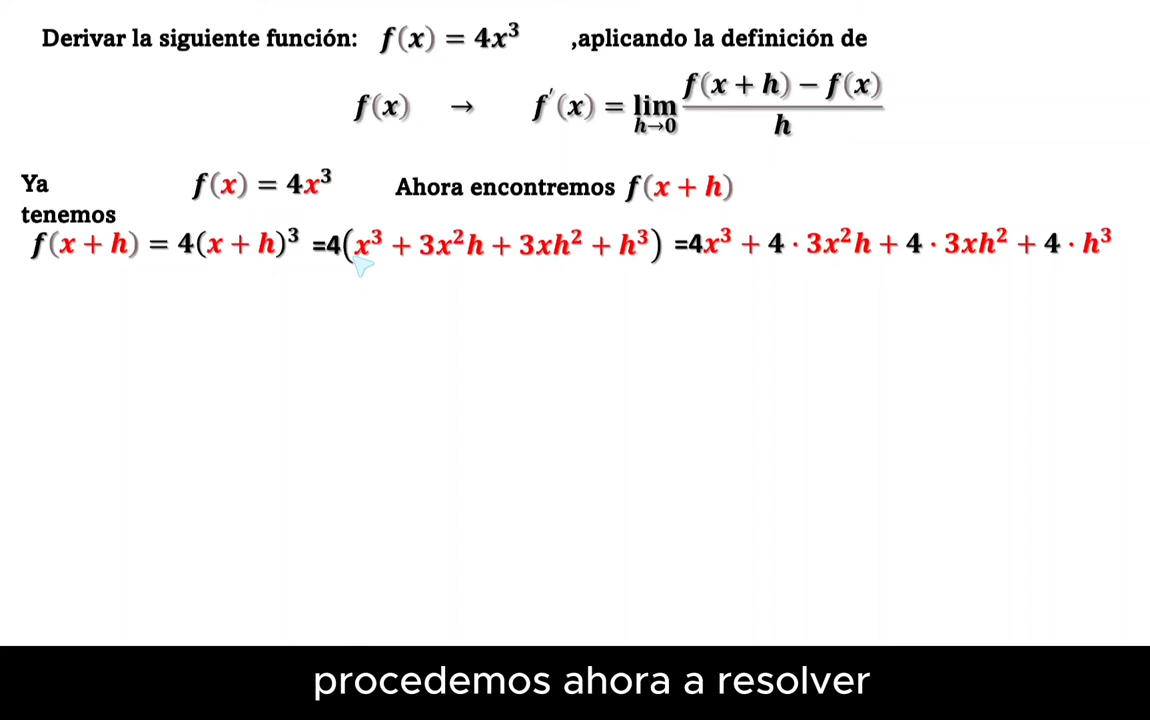 Derivar la siguiente función: f(x) = 4x³ ,aplicando la definición de
f(x) → f′(x) = lim h→0 f(x + h) − f(x) / h
Ya tenemos f(x) = 4x³ Ahora encontremos f(x + h)
f(x + h) = 4(x + h)³ =4(x³ + 3x²h + 3xh² + h³) =4x³ + 4 · 3x²h + 4 · 3xh² + 4 · h³
procedemos ahora a resolver